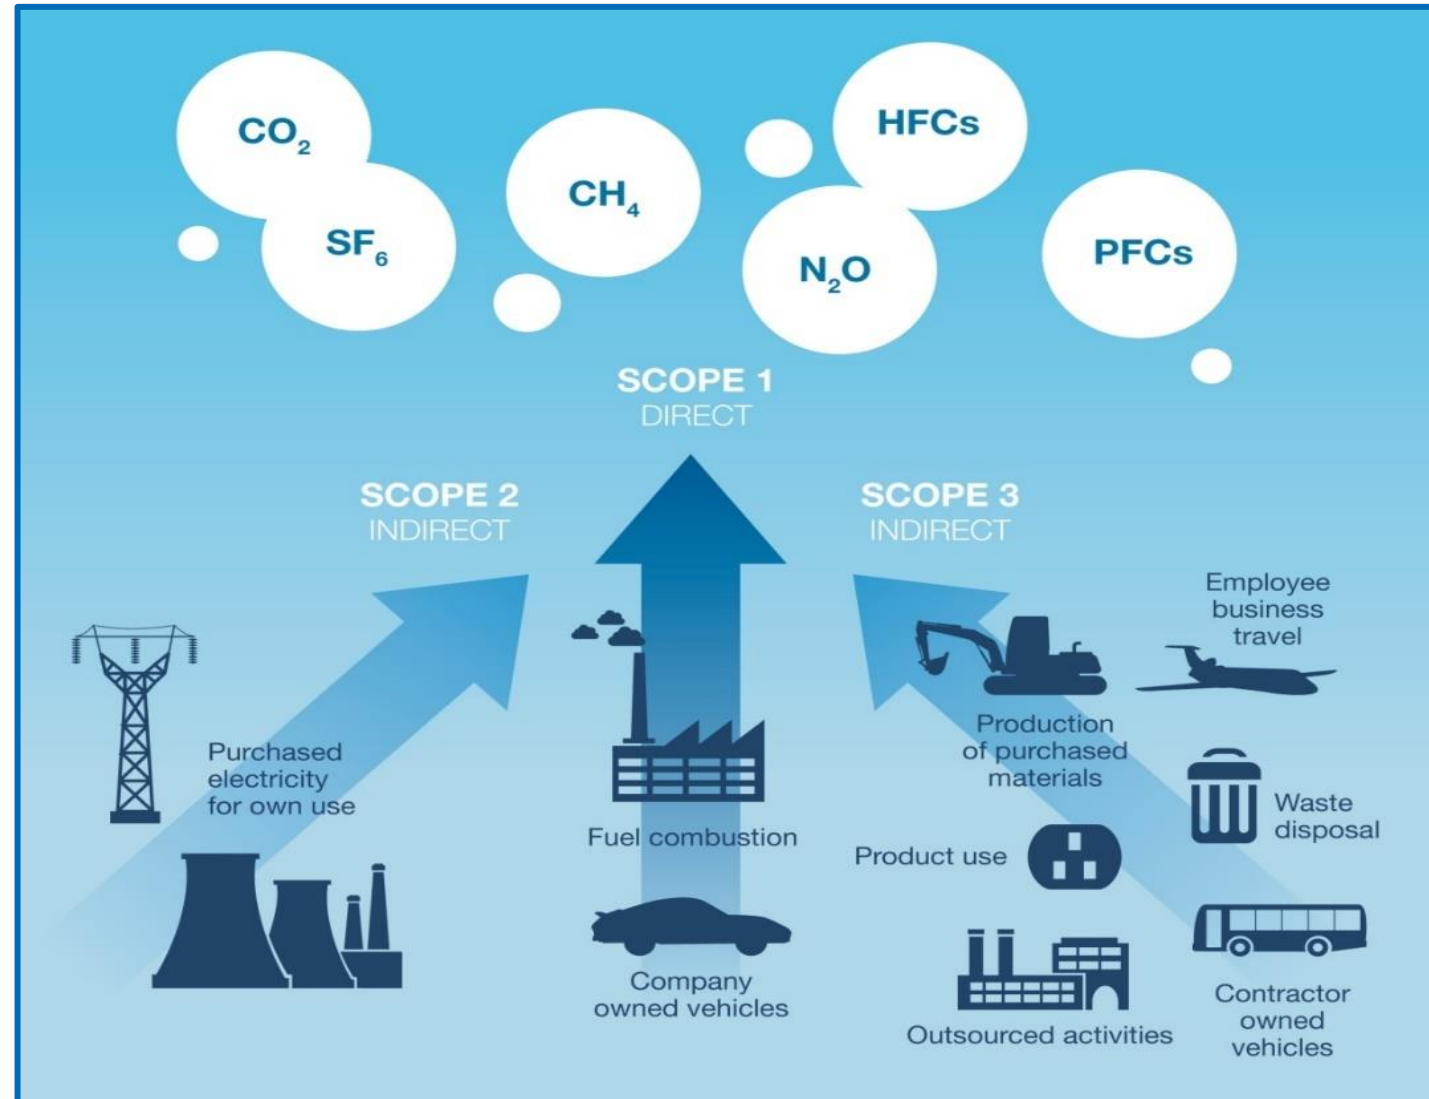 CO₂
SF₆
CH₄
HFCs
N₂O
PFCs
SCOPE 1
DIRECT
SCOPE 2
INDIRECT
SCOPE 3
INDIRECT
Purchased
electricity
for own use
Fuel combustion
Company
owned vehicles
Employee
business
travel
Production
of purchased
materials
Waste
disposal
Product use
Outsourced activities
Contractor
owned
vehicles